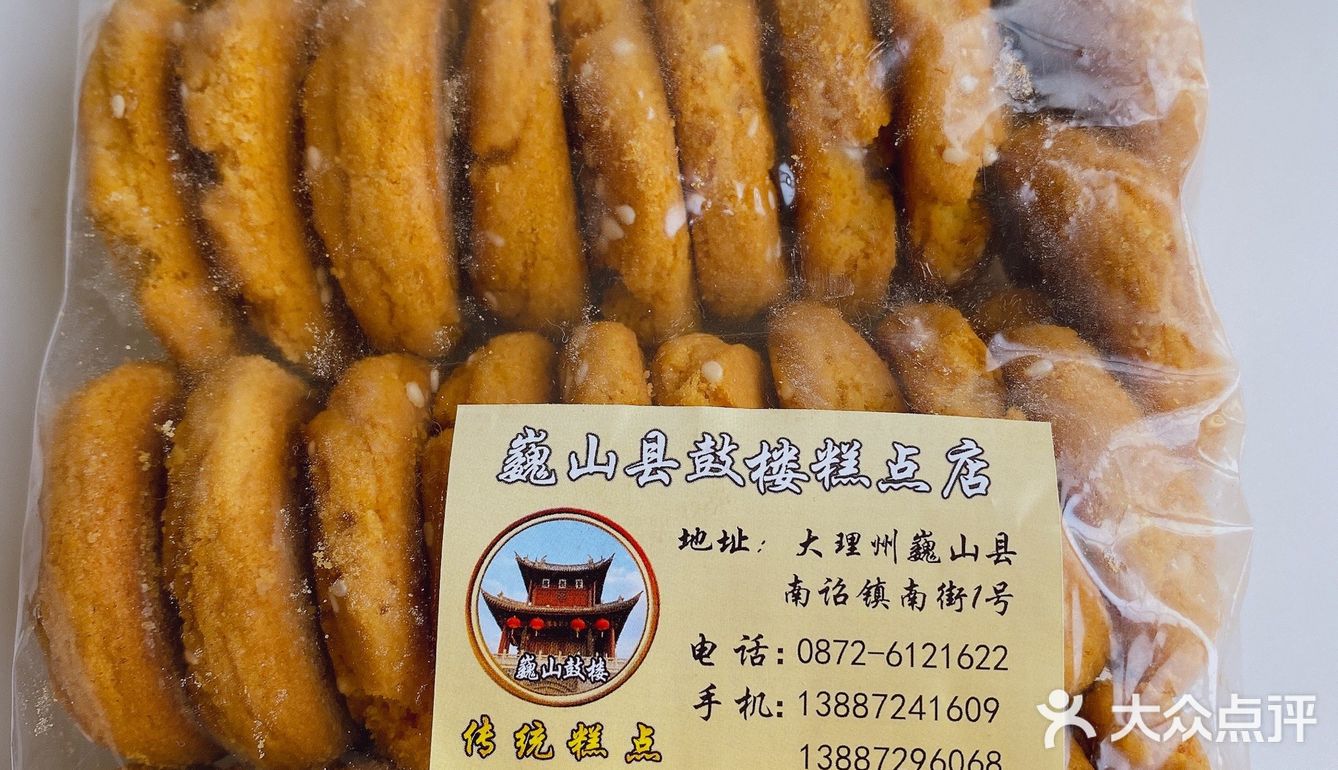 巍山县鼓楼糕点店
地址：大理州巍山县
南诏镇南街1号
电话：0872-6121622
手机：13887241609
13887296068
巍山鼓楼
传统糕点
大众点评